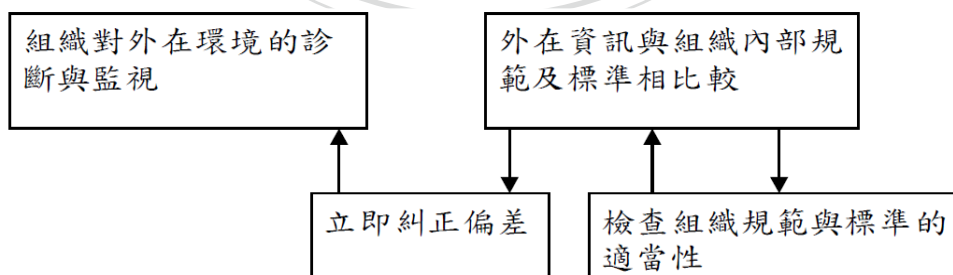 組織對外在環境的診
斷與監視
外在資訊與組織內部規
範及標準相比較
立即糾正偏差
檢查組織規範與標準的
適當性